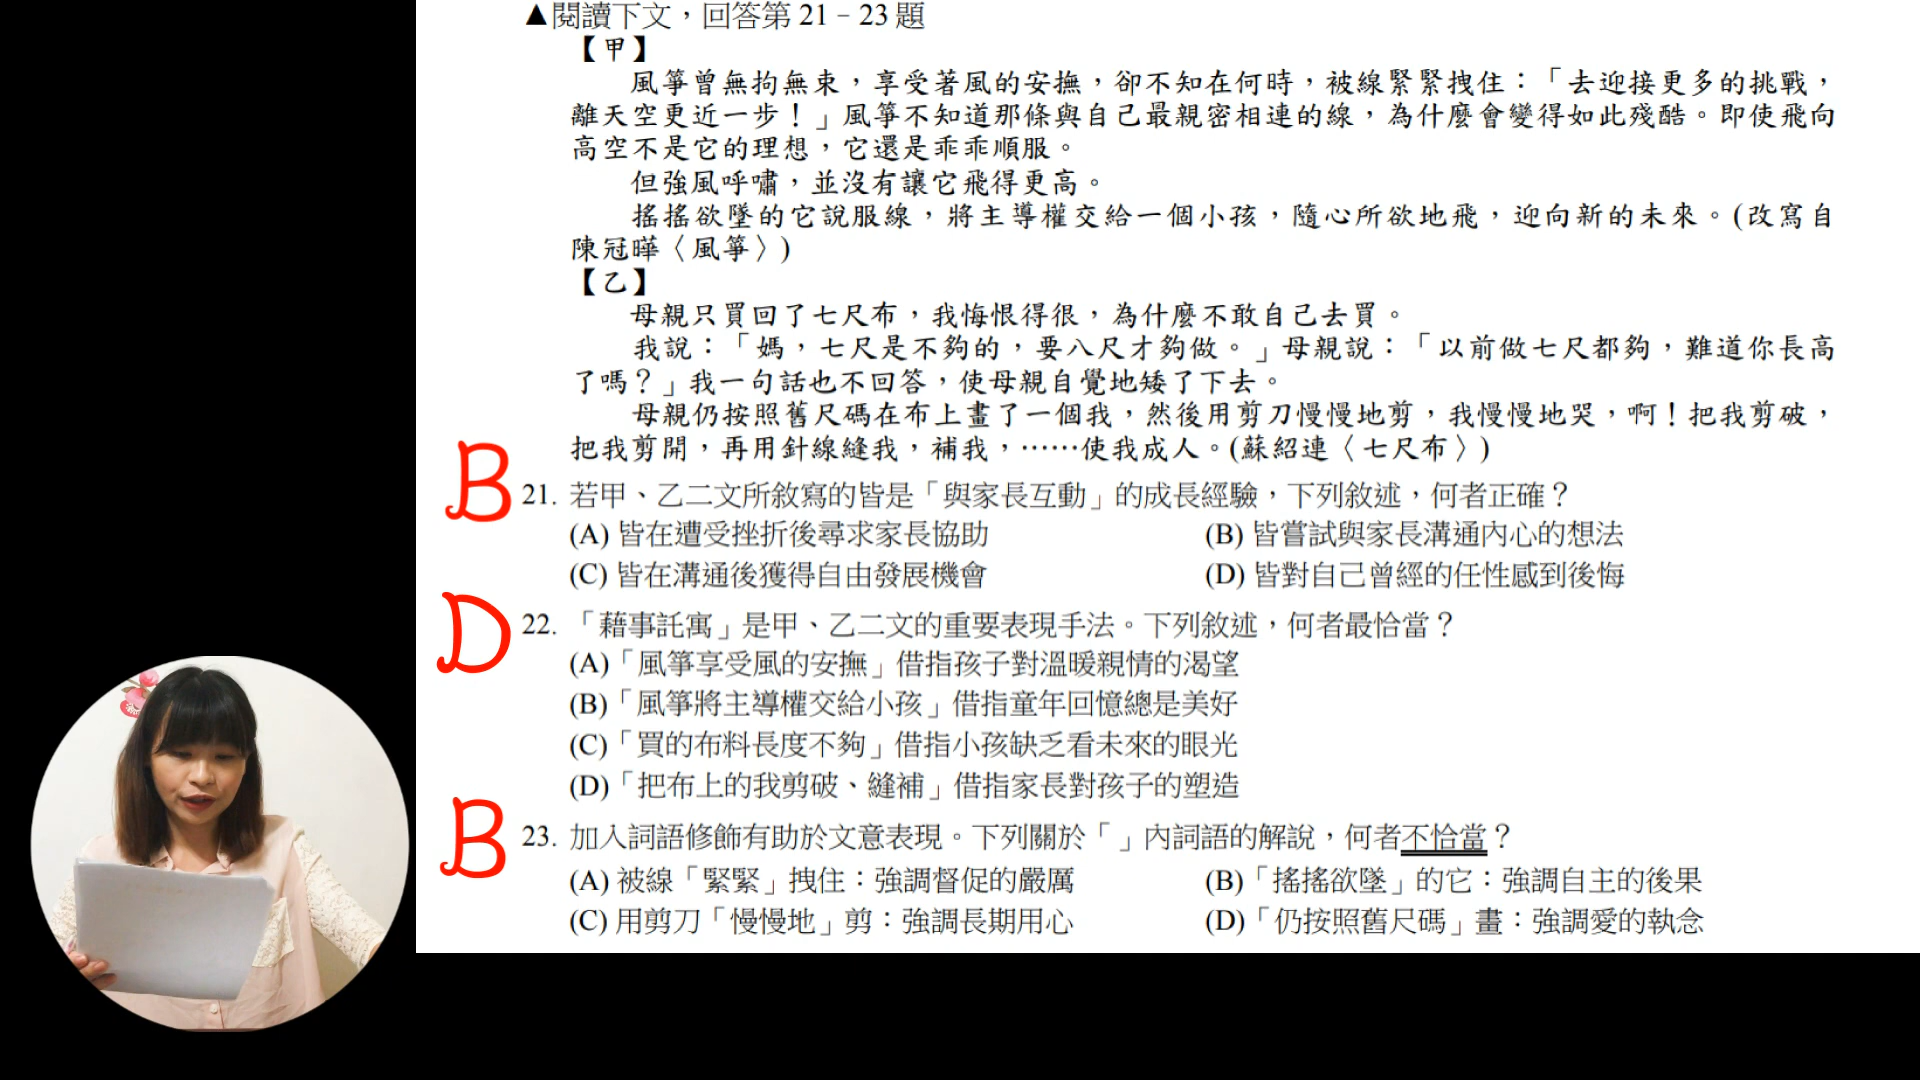 ▲閱讀下文，回答第 21﹣23 題
【甲】
風箏曾無拘無束，享受著風的安撫，卻不知在何時，被線緊緊拽住：「去迎接更多的挑戰，
離天空更近一步！」風箏不知道那條與自己最親密相連的線，為什麼會變得如此殘酷。即使飛向
高空不是它的理想，它還是乖乖順服。
但強風呼嘯，並沒有讓它飛得更高。
搖搖欲墜的它說服線，將主導權交給一個小孩，隨心所欲地飛，迎向新的未來。(改寫自
陳冠曄〈風箏〉)
【乙】
母親只買回了七尺布，我悔恨得很，為什麼不敢自己去買。
我說：「媽，七尺是不夠的，要八尺才夠做。」母親說：「以前做七尺都夠，難道你長高
了嗎？」我一句話也不回答，使母親自覺地矮了下去。
母親仍按照舊尺碼在布上畫了一個我，然後用剪刀慢慢地剪，我慢慢地哭，啊！把我剪破，
把我剪開，再用針線縫我，補我，……使我成人。(蘇紹連〈七尺布〉)
B 21. 若甲、乙二文所敘寫的皆是「與家長互動」的成長經驗，下列敘述，何者正確？
(A) 皆在遭受挫折後尋求家長協助 (B) 皆嘗試與家長溝通內心的想法
(C) 皆在溝通後獲得自由發展機會 (D) 皆對自己曾經的任性感到後悔
D 22. 「藉事託寓」是甲、乙二文的重要表現手法。下列敘述，何者最恰當？
(A)「風箏享受風的安撫」借指孩子對溫暖親情的渴望
(B)「風箏將主導權交給小孩」借指童年回憶總是美好
(C)「買的布料長度不夠」借指小孩缺乏看未來的眼光
(D)「把布上的我剪破、縫補」借指家長對孩子的塑造
B 23. 加入詞語修飾有助於文意表現。下列關於「」內詞語的解說，何者不恰當？
(A) 被線「緊緊」拽住：強調督促的嚴厲 (B)「搖搖欲墜」的它：強調自主的後果
(C) 用剪刀「慢慢地」剪：強調長期用心 (D)「仍按照舊尺碼」畫：強調愛的執念